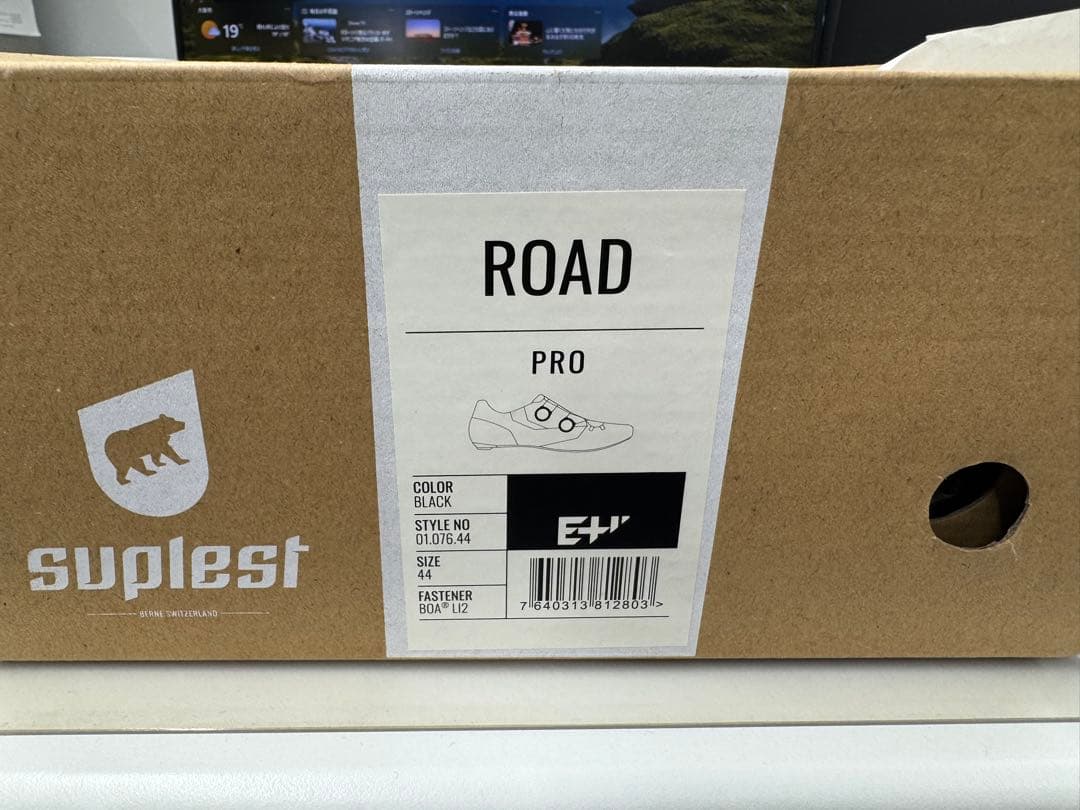 19°
ROAD
PRO
COLOR
BLACK
STYLE NO
01.076.44
SIZE
44
FASTENER
BOA® LI2
E+
7 640313 812803 >
suplest
BERNE.SWITZERLAND